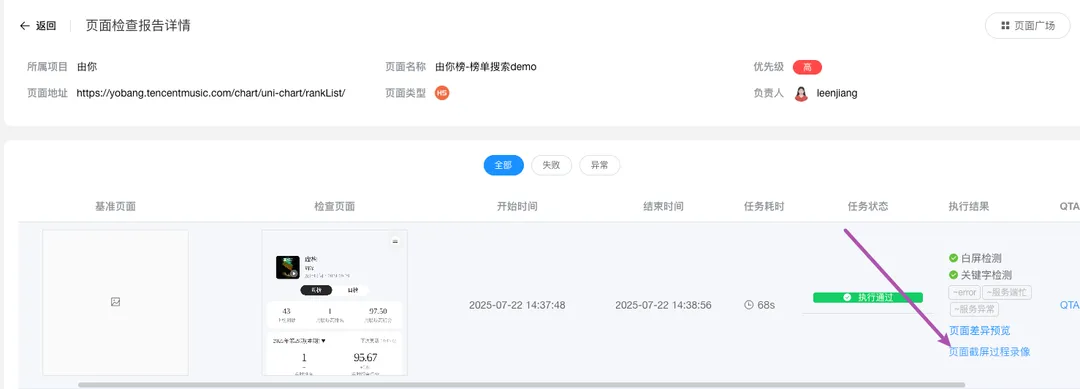 返回
页面检查报告详情
页面广场
所属项目 由你
页面名称 由你榜-榜单搜索demo
优先级 高
页面地址 https://yobang.tencentmusic.com/chart/uni-chart/rankList/
页面类型 H5
负责人 leenjiang
全部 失败 异常
基准页面 检查页面 开始时间 结束时间 任务耗时 任务状态 执行结果 QTA
43 1 97.50
1 95.67
2025-07-22 14:37:48
2025-07-22 14:38:56
68s
执行通过
白屏检测
关键字检测
~error ~服务端忙
~服务异常
页面差异预览
页面截屏过程录像
QTA